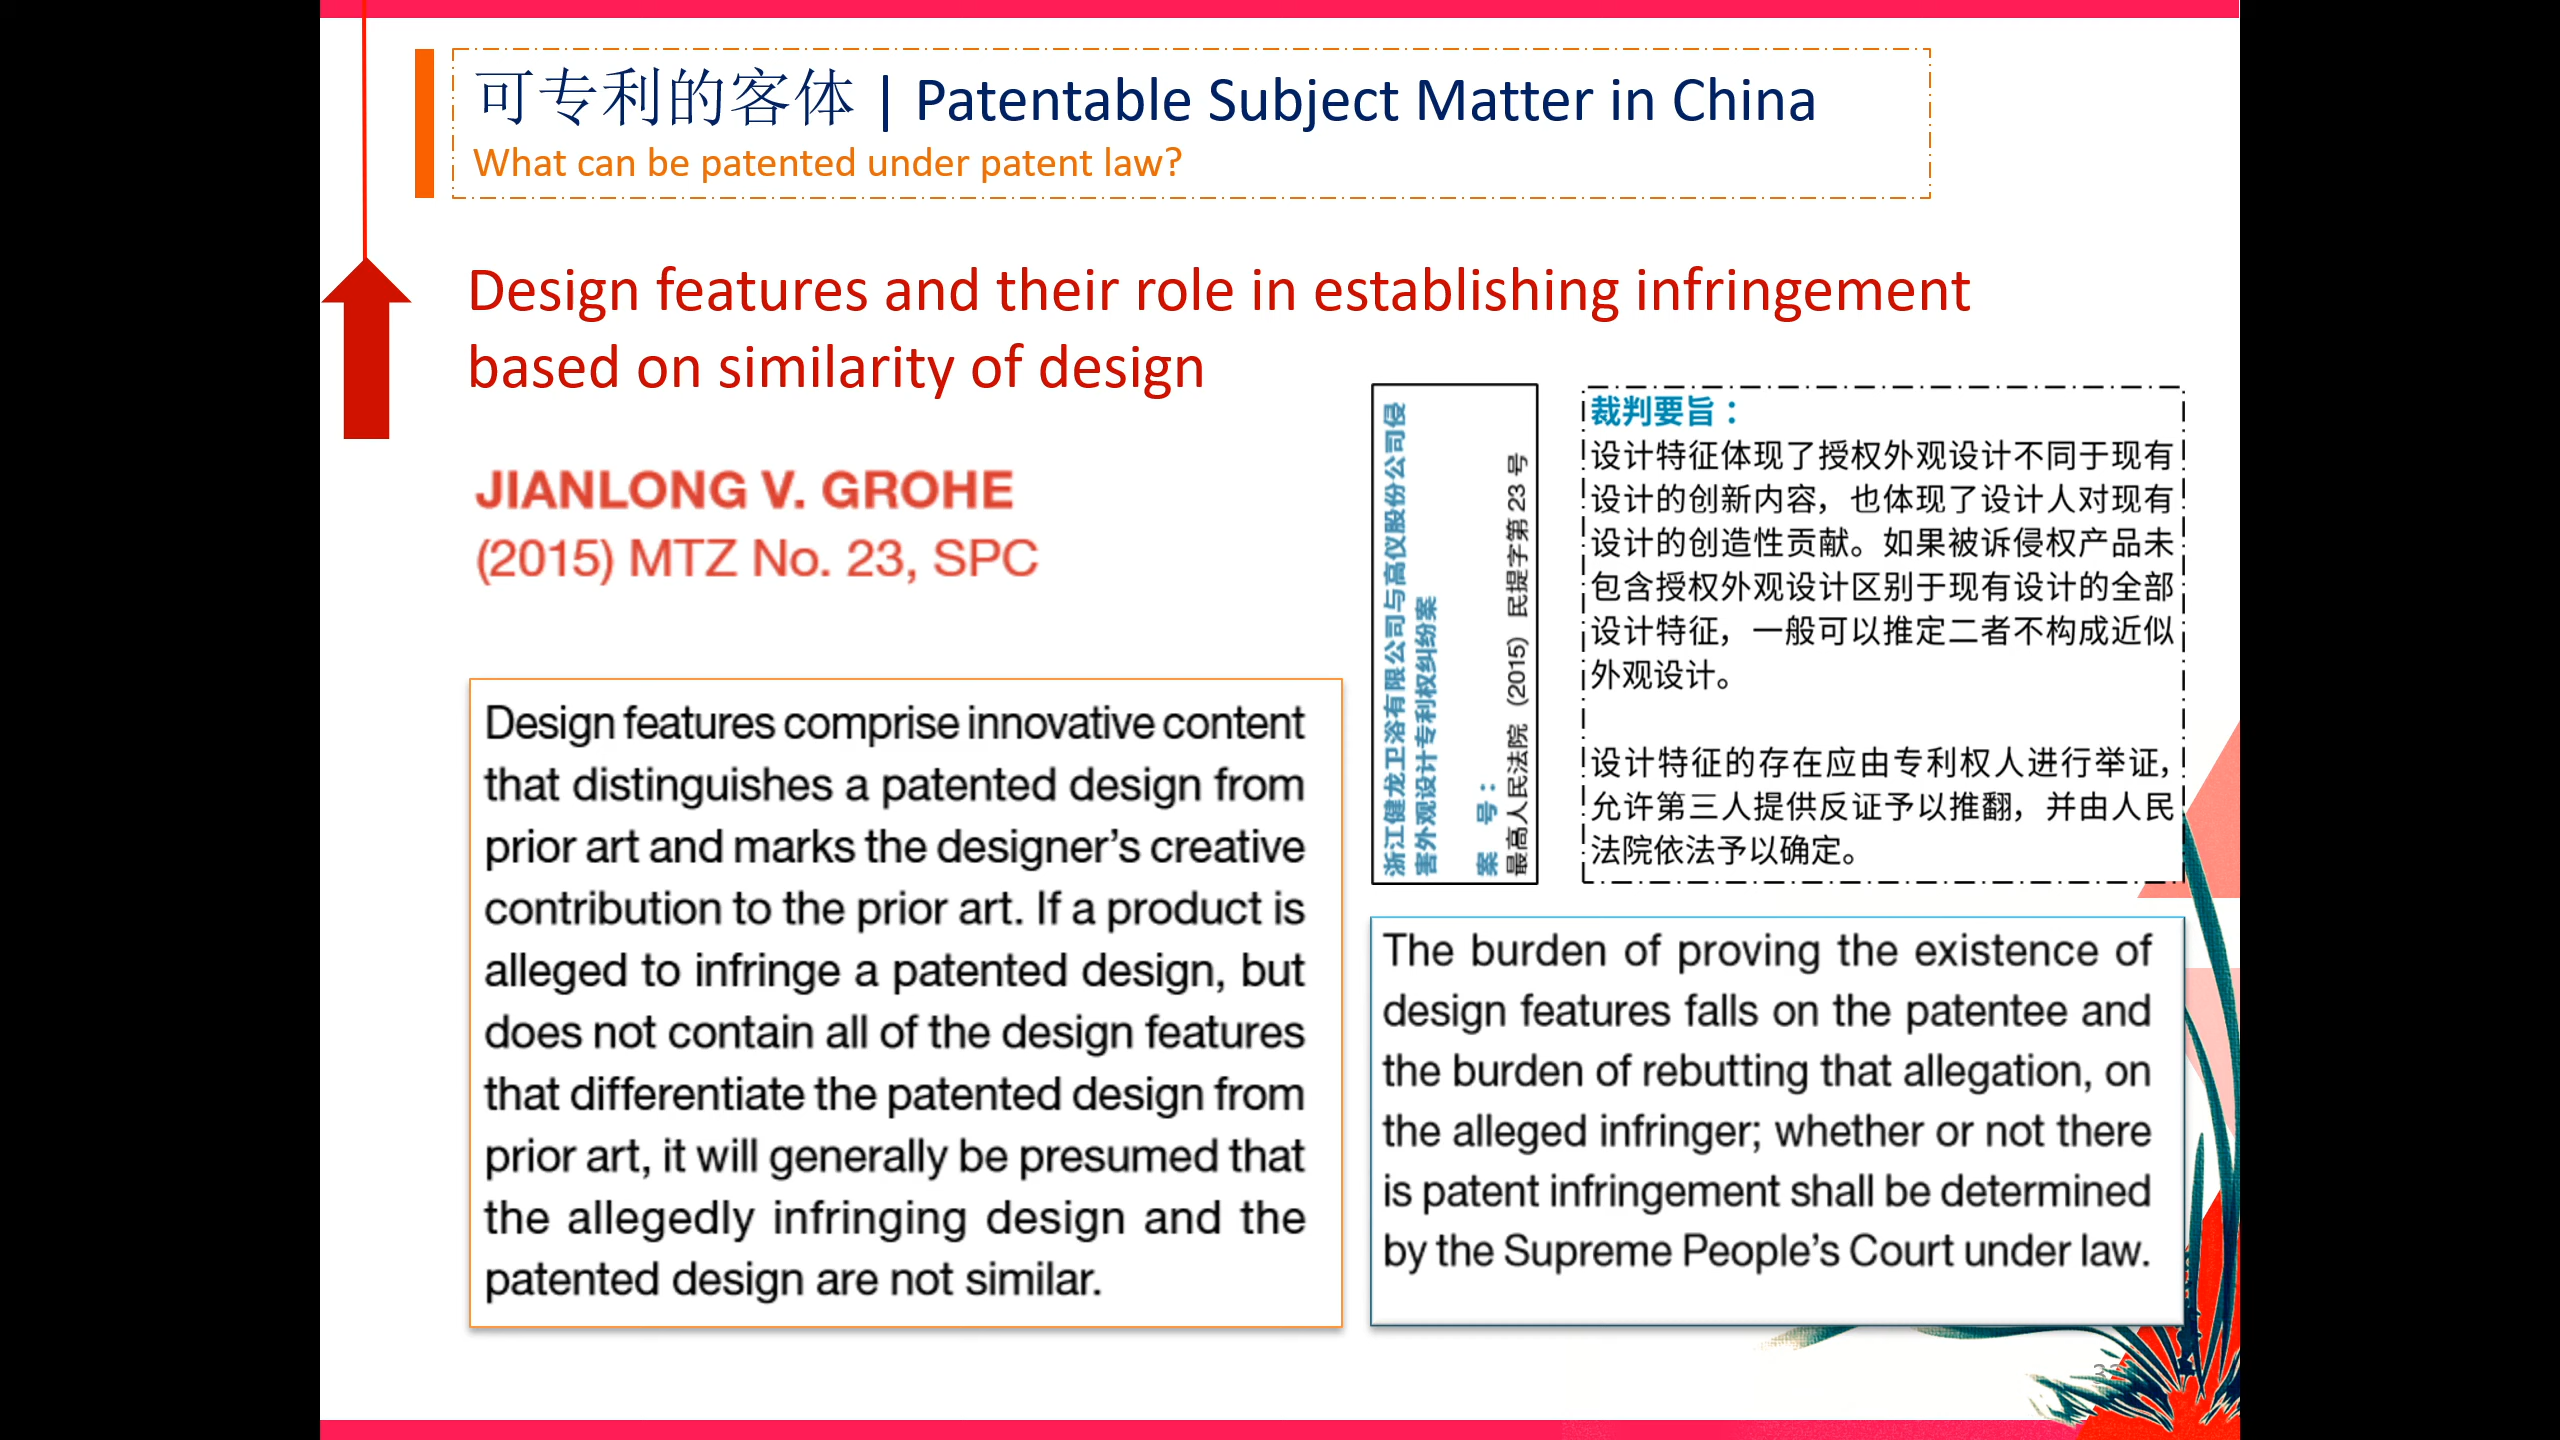 可专利的客体 | Patentable Subject Matter in China
What can be patented under patent law?
Design features and their role in establishing infringement
based on similarity of design
JIANLONG V. GROHE
(2015) MTZ No. 23, SPC
Design features comprise innovative content
that distinguishes a patented design from
prior art and marks the designer's creative
contribution to the prior art. If a product is
alleged to infringe a patented design, but
does not contain all of the design features
that differentiate the patented design from
prior art, it will generally be presumed that
the allegedly infringing design and the
patented design are not similar.
浙江健龙卫浴有限公司与高仪股份公司侵
害外观设计专利权纠纷案
案 号：
最高人民法院（2015）民提字第 23 号
裁判要旨：
设计特征体现了授权外观设计不同于现有
设计的创新内容，也体现了设计人对现有
设计的创造性贡献。如果被诉侵权产品未
包含授权外观设计区别于现有设计的全部
设计特征，一般可以推定二者不构成近似
外观设计。
设计特征的存在应由专利权人进行举证，
允许第三人提供反证予以推翻，并由人民
法院依法予以确定。
The burden of proving the existence of
design features falls on the patentee and
the burden of rebutting that allegation, on
the alleged infringer; whether or not there
is patent infringement shall be determined
by the Supreme People's Court under law.